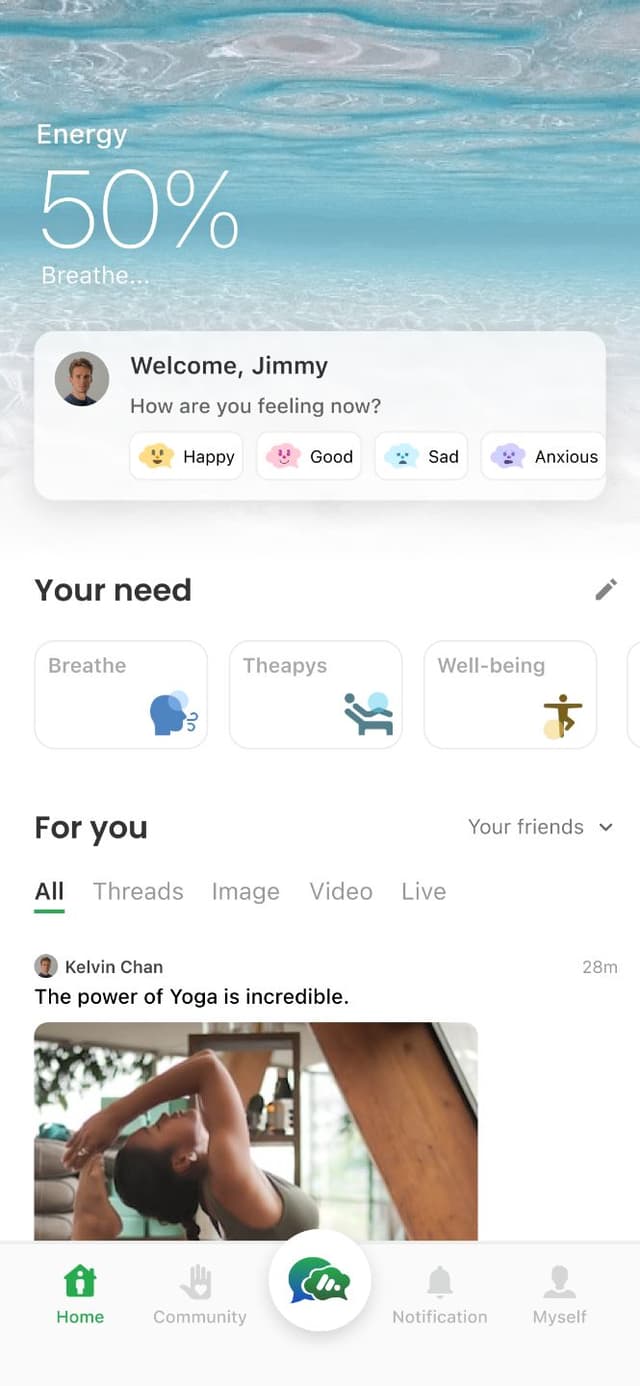 Energy
50%
Breathe...
Welcome, Jimmy
How are you feeling now?
Happy Good Sad Anxious
Your need
Breathe Theapys Well-being
For you Your friends
All Threads Image Video Live
Kelvin Chan 28m
The power of Yoga is incredible.
Home Community Notification Myself